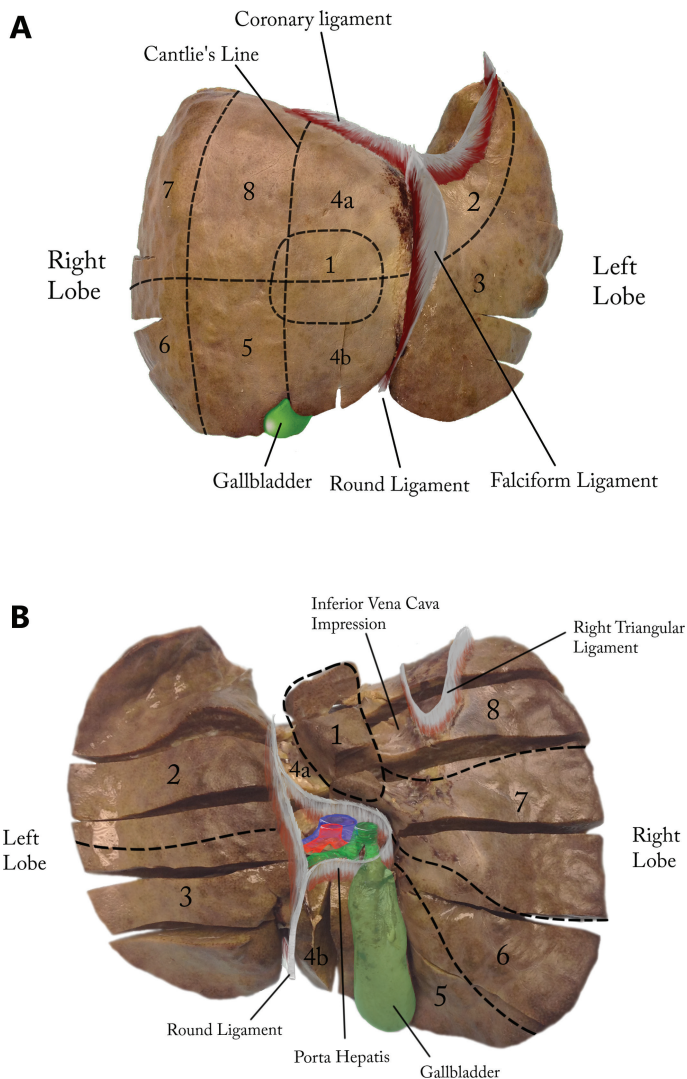 A
Coronary ligament
Cantlie's Line
7
8
4a
2
1
3
Right
Lobe
Left
Lobe
6
5
4b
Gallbladder
Round Ligament
Falciform Ligament
B
Inferior Vena Cava
Impression
Right Triangular
Ligament
8
1
4a
2
7
Left
Lobe
Right
Lobe
3
6
4b
5
Round Ligament
Porta Hepatis
Gallbladder